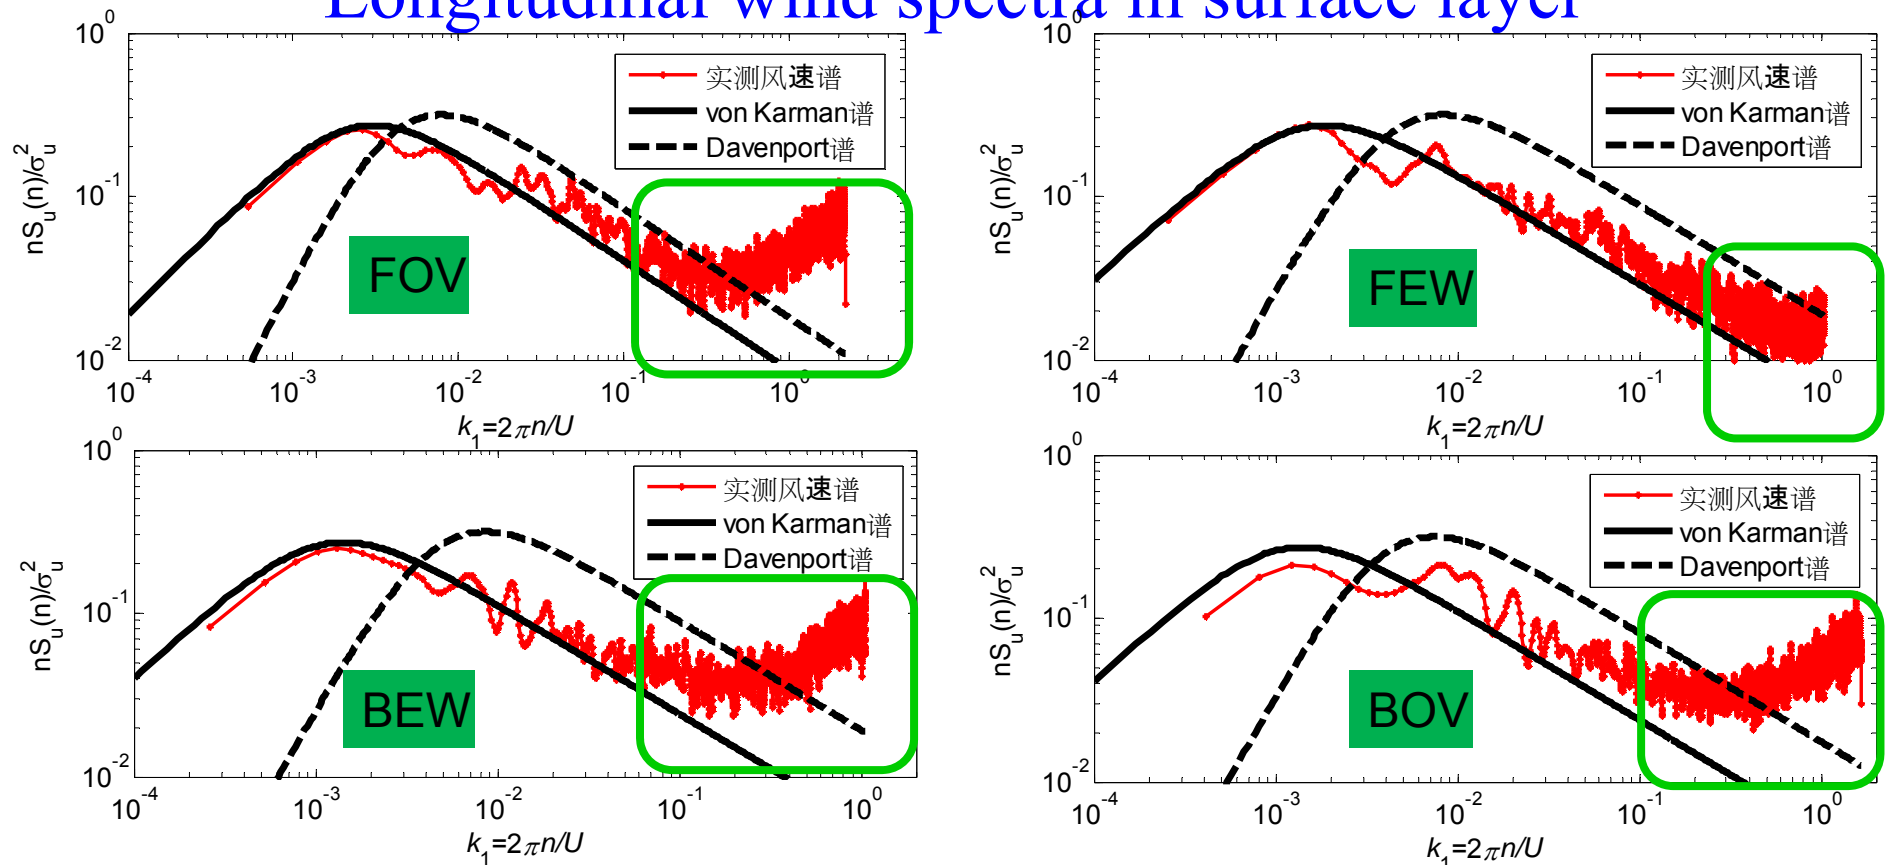 Longitudinal wind spectra in surface layer
10^0
10^-1
10^-2
nS_u(n)/σ_u^2
实测风速谱
von Karman谱
Davenport谱
FOV
10^-4 10^-3 10^-2 10^-1 10^0
k_1=2πn/U
10^0
10^-1
10^-2
nS_u(n)/σ_u^2
实测风速谱
von Karman谱
Davenport谱
FEW
10^-4 10^-3 10^-2 10^-1 10^0
k_1=2πn/U
10^0
10^-1
10^-2
nS_u(n)/σ_u^2
实测风速谱
von Karman谱
Davenport谱
BEW
10^-4 10^-3 10^-2 10^-1 10^0
k_1=2πn/U
10^0
10^-1
10^-2
nS_u(n)/σ_u^2
实测风速谱
von Karman谱
Davenport谱
BOV
10^-4 10^-3 10^-2 10^-1 10^0
k_1=2πn/U